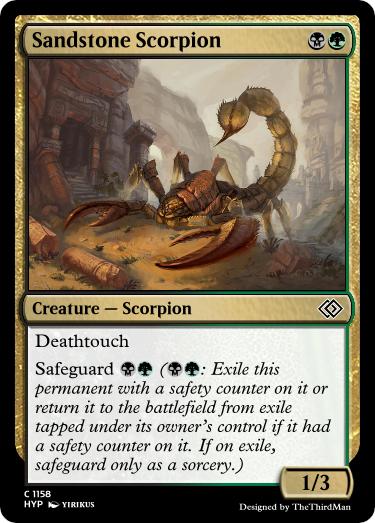 Sandstone Scorpion
Creature — Scorpion
Deathtouch
Safeguard (: Exile this
permanent with a safety counter on it or
return it to the battlefield from exile
tapped under its owner's control if it had
a safety counter on it. If on exile,
safeguard only as a sorcery.)
1/3
C 1158
HYP YIRIKUS
Designed by TheThirdMan